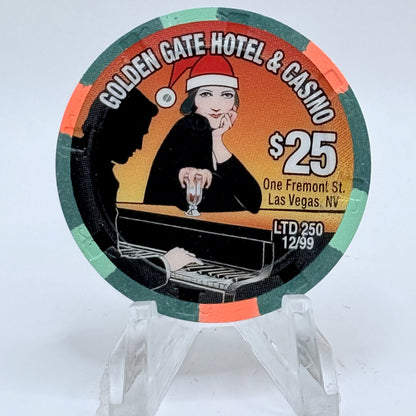 GOLDEN GATE HOTEL & CASINO
$25
One Fremont St.
Las Vegas, NV
LTD 250
12/99